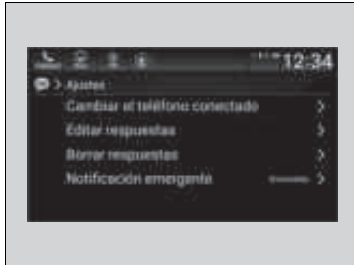 12:34
Ajustes
Cambiar el teléfono conectado
Editar respuestas
Borrar respuestas
Notificación emergente